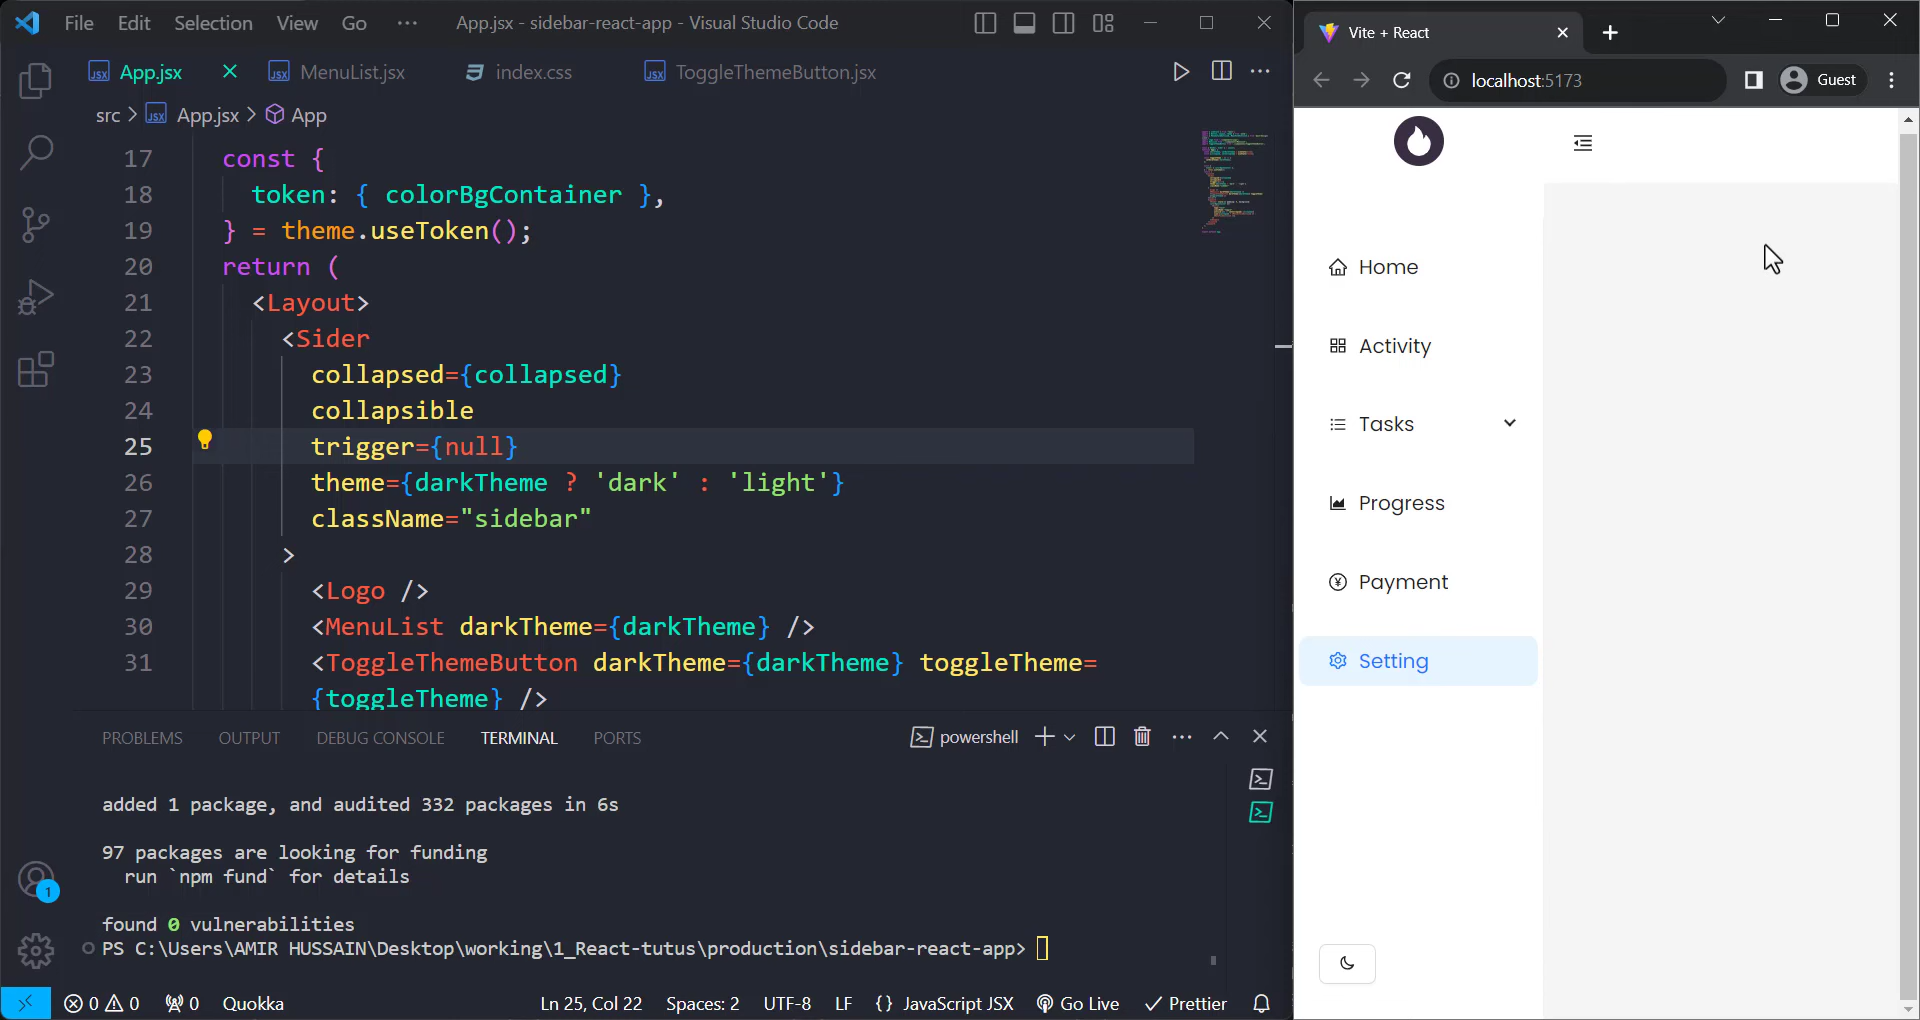 File Edit Selection View Go ··· App.jsx - sidebar-react-app - Visual Studio Code
JSX App.jsx JSX MenuList.jsx index.css JSX ToggleThemeButton.jsx
src > JSX App.jsx > App
17 const {
18 token: { colorBgContainer },
19 } = theme.useToken();
20 return (
21 <Layout>
22 <Sider
23 collapsed={collapsed}
24 collapsible
25 trigger={null}
26 theme={darkTheme ? 'dark' : 'light'}
27 className="sidebar"
28 >
29 <Logo />
30 <MenuList darkTheme={darkTheme} />
31 <ToggleThemeButton darkTheme={darkTheme} toggleTheme=
{toggleTheme} />
PROBLEMS OUTPUT DEBUG CONSOLE TERMINAL PORTS powershell
added 1 package, and audited 332 packages in 6s
97 packages are looking for funding
run `npm fund` for details
found 0 vulnerabilities
PS C:\Users\AMIR HUSSAIN\Desktop\working\1_React-tutus\production\sidebar-react-app>
1
0 0 0 Quokka Ln 25, Col 22 Spaces: 2 UTF-8 LF {} JavaScript JSX Go Live Prettier
Vite + React
localhost:5173 Guest
Home
Activity
Tasks
Progress
Payment
Setting